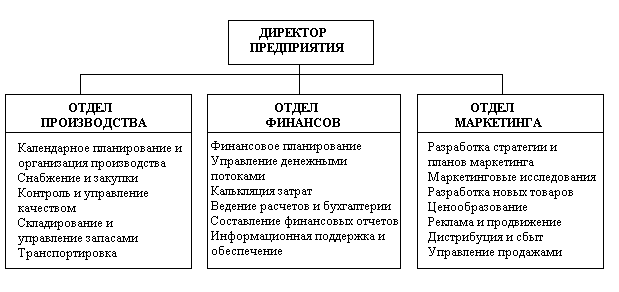 ДИРЕКТОР
ПРЕДПРИЯТИЯ
ОТДЕЛ
ПРОИЗВОДСТВА
Календарное планирование и
организация производства
Снабжение и закупки
Контроль и управление
качеством
Складирование и
управление запасами
Транспортировка
ОТДЕЛ
ФИНАНСОВ
Финансовое планирование
Управление денежными
потоками
Калькляция затрат
Ведение расчетов и бухгалтерии
Составление финансовых отчетов
Информационная поддержка и
обеспечение
ОТДЕЛ
МАРКЕТИНГА
Разработка стратегии и
планов маркетинга
Маркетинговые исследования
Разработка новых товаров
Ценообразование
Реклама и продвижение
Дистрибуция и сбыт
Управление продажами